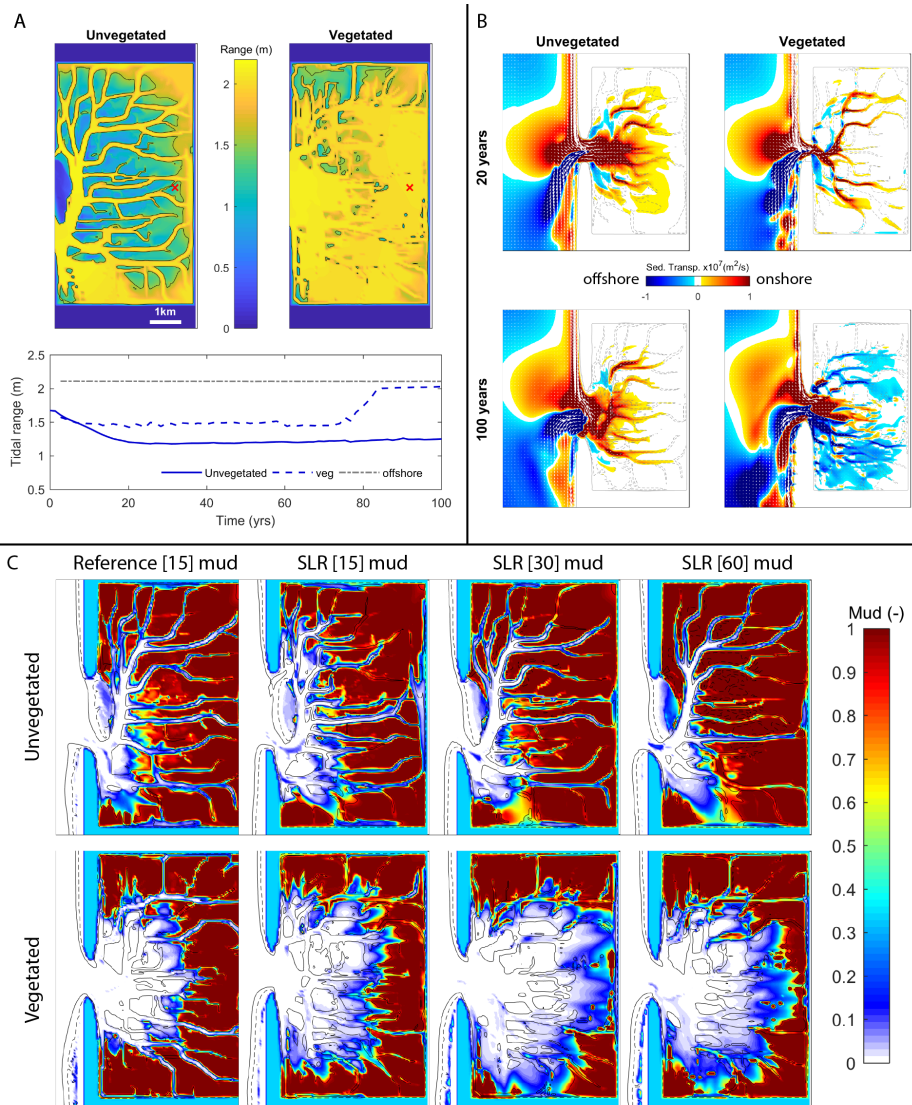 A
Unvegetated
Range (m)
Vegetated
2
1.5
1
0.5
0
1km
2.5
2
1.5
1
0.5
Tidal range (m)
Unvegetated
veg
offshore
0
20
40
60
80
100
Time (yrs)
B
Unvegetated
Vegetated
20 years
Sed. Transp. x10⁷(m²/s)
offshore
onshore
-1
0
1
100 years
C
Reference [15] mud
SLR [15] mud
SLR [30] mud
SLR [60] mud
Mud (-)
Unvegetated
Vegetated
1
0.9
0.8
0.7
0.6
0.5
0.4
0.3
0.2
0.1
0